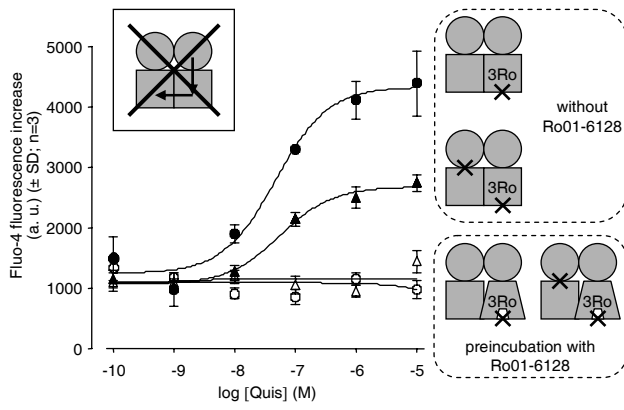 Fluo-4 fluorescence increase
(a. u.) (± SD; n=3)
5000
4000
3000
2000
1000
0
-10
-9
-8
-7
-6
-5
log [Quis] (M)
3Ro
3Ro
without
Ro01-6128
3Ro
3Ro
preincubation with
Ro01-6128